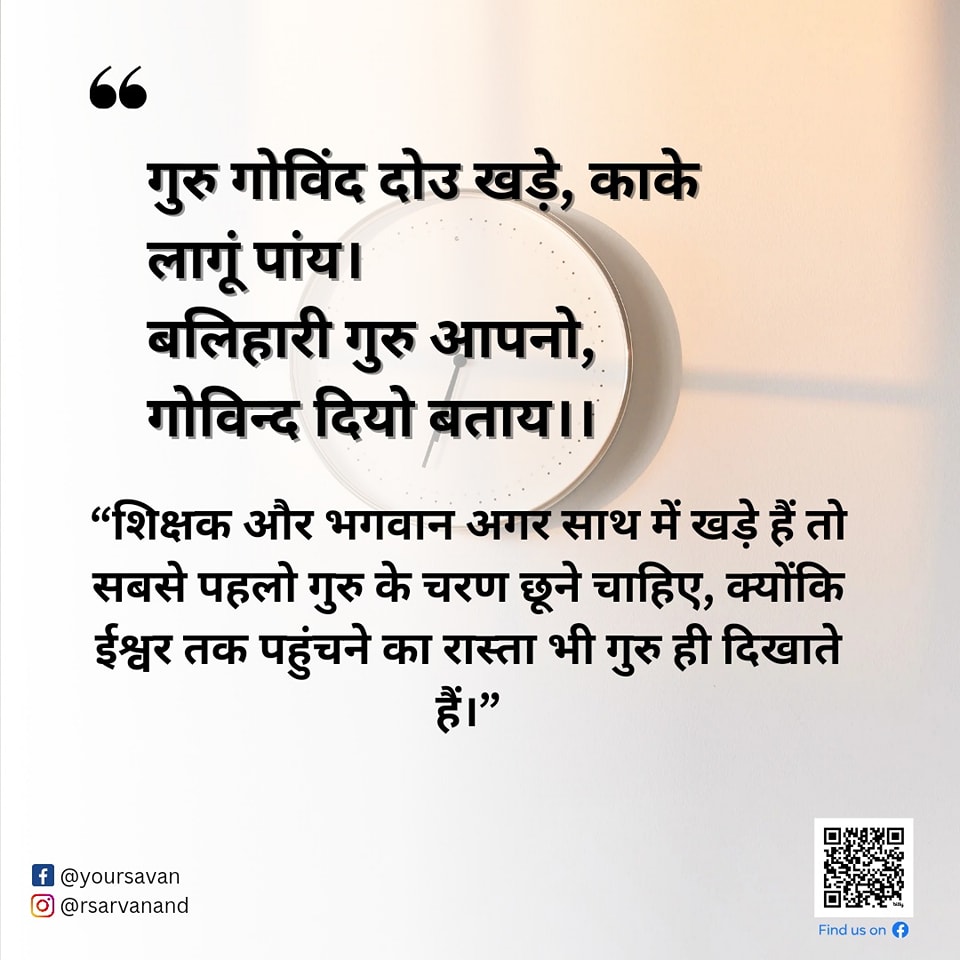 “
गुरु गोविंद दोउ खड़े, काके
लागूं पांय।
बलिहारी गुरु आपनो,
गोविन्द दियो बताय।।
“शिक्षक और भगवान अगर साथ में खड़े हैं तो
सबसे पहलो गुरु के चरण छूने चाहिए, क्योंकि
ईश्वर तक पहुंचने का रास्ता भी गुरु ही दिखाते
हैं।”
@yoursavan
@rsarvanand
Find us on